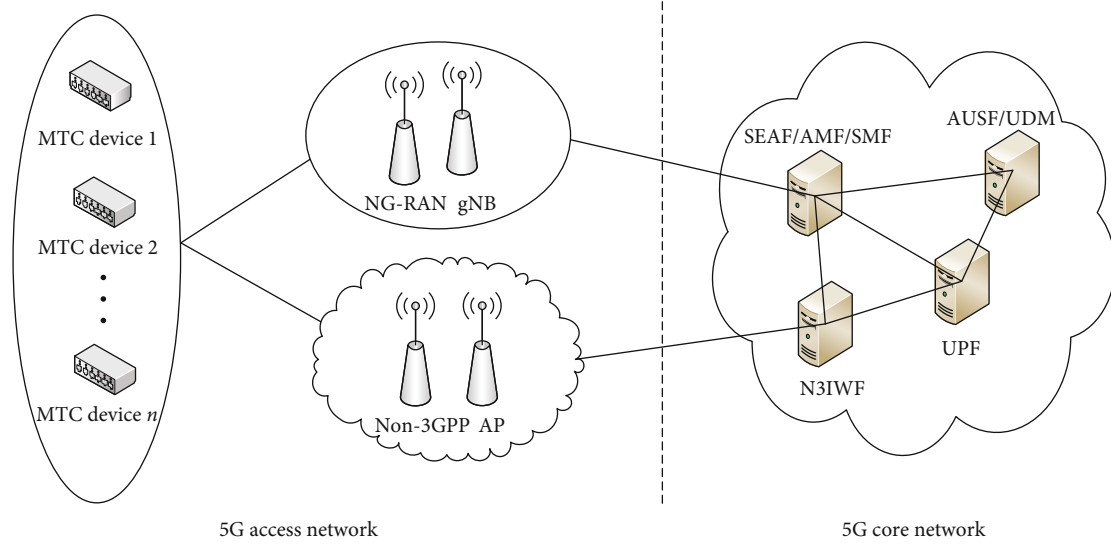 MTC device 1
MTC device 2
MTC device n
NG-RAN gNB
Non-3GPP AP
SEAF/AMF/SMF
AUSF/UDM
N3IWF
UPF
5G access network
5G core network